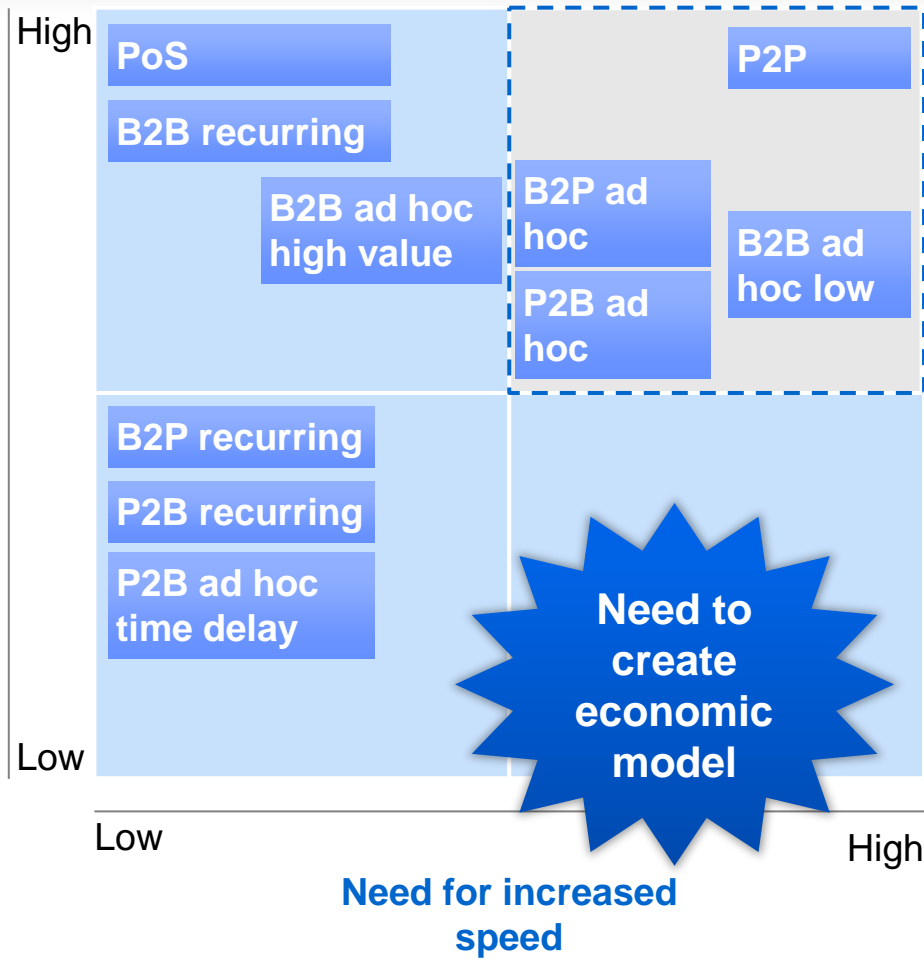 High
PoS
P2P
B2B recurring
B2B ad hoc
high value
B2P ad
hoc
B2B ad
hoc low
P2B ad
hoc
B2P recurring
P2B recurring
P2B ad hoc
time delay
Need to
create
economic
model
Low
Low
High
Need for increased
speed